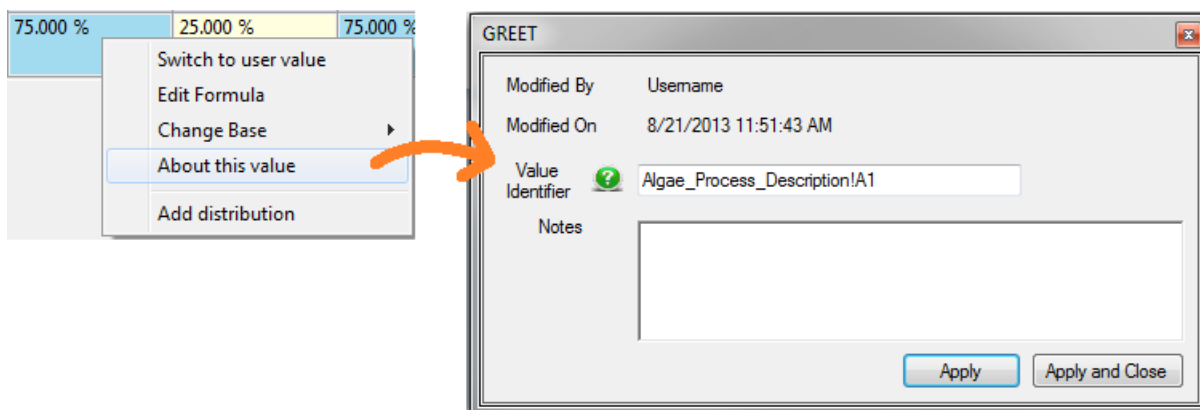 75.000 % 25.000 % 75.000 %
Switch to user value
Edit Formula
Change Base
About this value
Add distribution
GREET
Modified By Username
Modified On 8/21/2013 11:51:43 AM
Value
Identifier
? Algae_Process_Description!A1
Notes
Apply Apply and Close